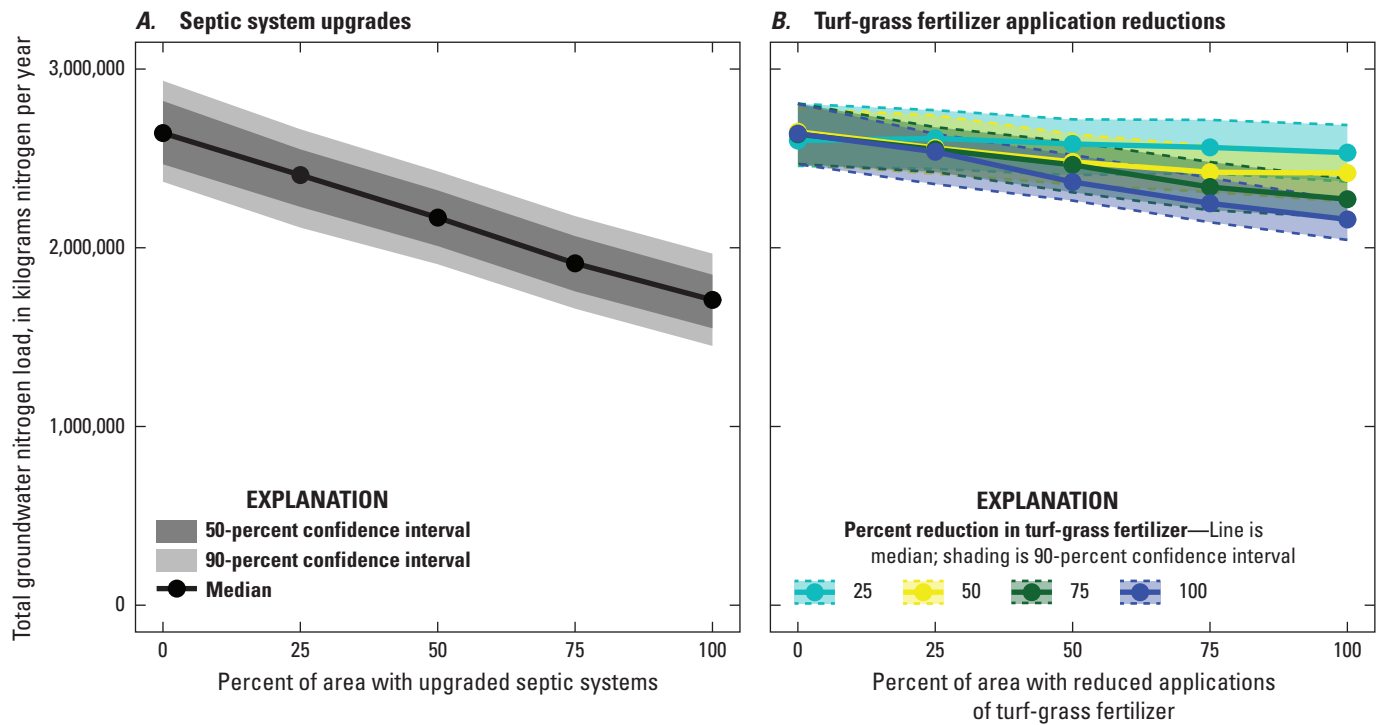 A. Septic system upgrades
B. Turf-grass fertilizer application reductions
Total groundwater nitrogen load, in kilograms nitrogen per year
3,000,000
2,000,000
1,000,000
0
EXPLANATION
50-percent confidence interval
90-percent confidence interval
Median
0 25 50 75 100
Percent of area with upgraded septic systems
EXPLANATION
Percent reduction in turf-grass fertilizer—Line is
median; shading is 90-percent confidence interval
25 50 75 100
0 25 50 75 100
Percent of area with reduced applications
of turf-grass fertilizer